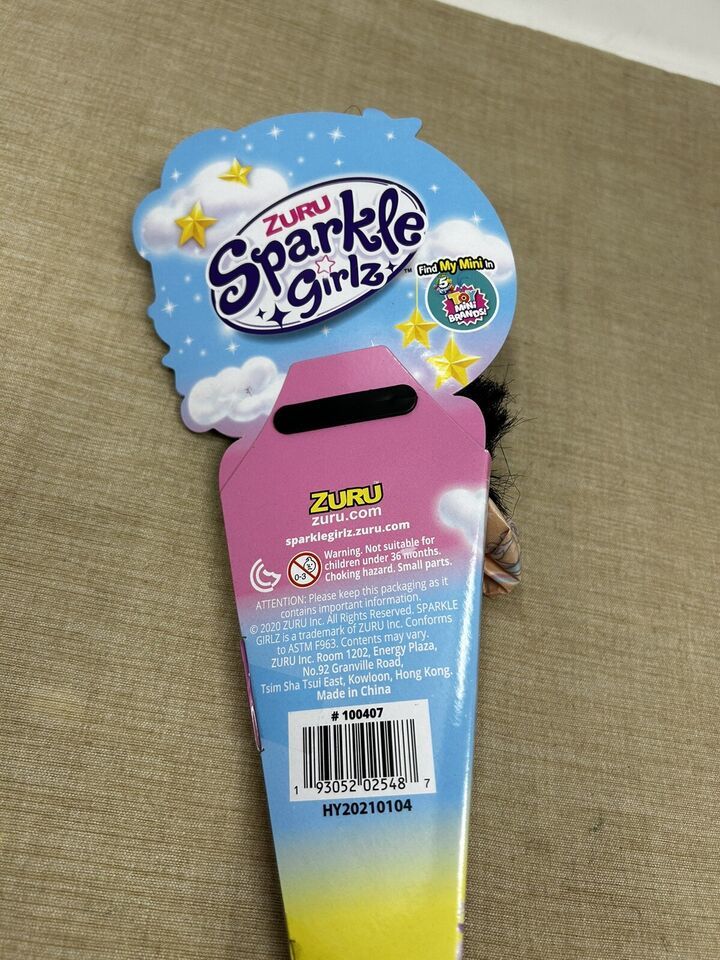 ZURU
Sparkle
Girlz™
Find My Mini In
5
TOY
MINI
BRANDS!
ZURU
zuru.com
sparklegirlz.zuru.com
0-3
Warning. Not suitable for
children under 36 months.
Choking hazard. Small parts.
ATTENTION: Please keep this packaging as it
contains important information.
© 2020 ZURU Inc. All Rights Reserved. SPARKLE
GIRLZ is a trademark of ZURU Inc. Conforms
to ASTM F963. Contents may vary.
ZURU Inc. Room 1202, Energy Plaza,
No.92 Granville Road,
Tsim Sha Tsui East, Kowloon, Hong Kong.
Made in China
# 100407
1 93052 02548 7
HY20210104